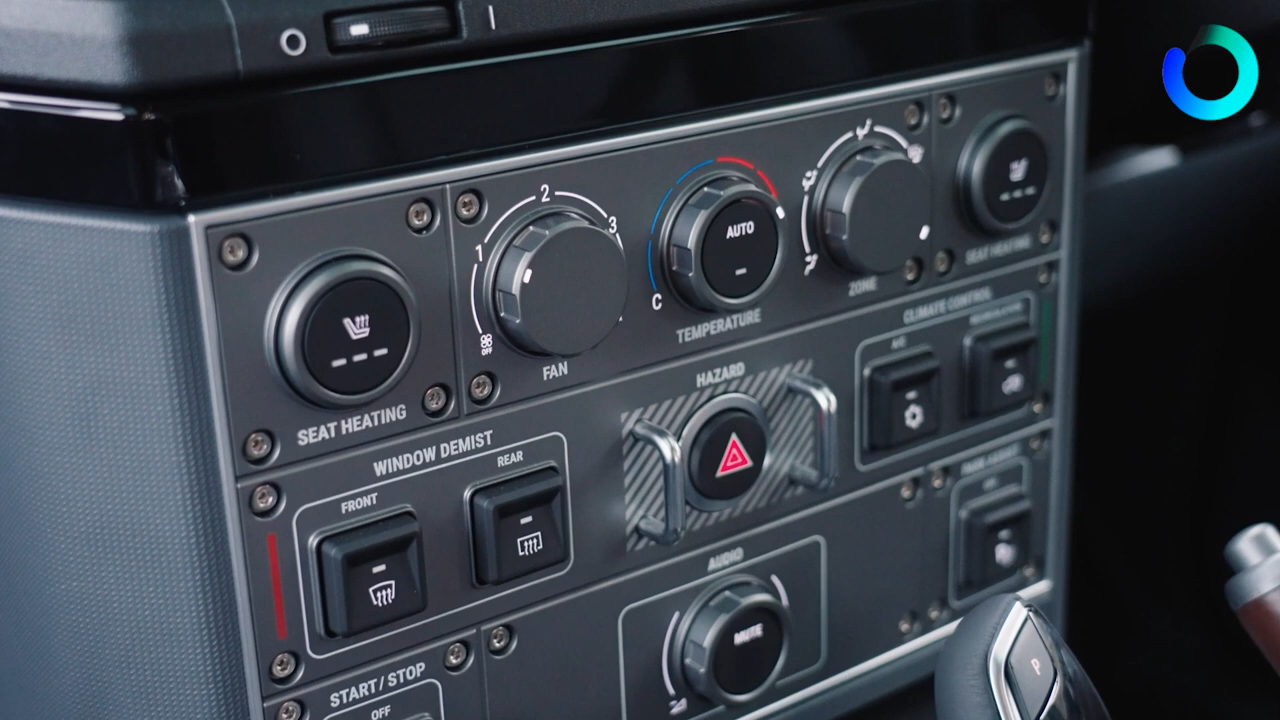 2
1
3
OFF
FAN
AUTO
C
TEMPERATURE
ZONE
SEAT HEATING
SEAT HEATING
CLIMATE CONTROL
A/C
HAZARD
WINDOW DEMIST
FRONT
REAR
AUDIO
MUTE
START / STOP
OFF
P